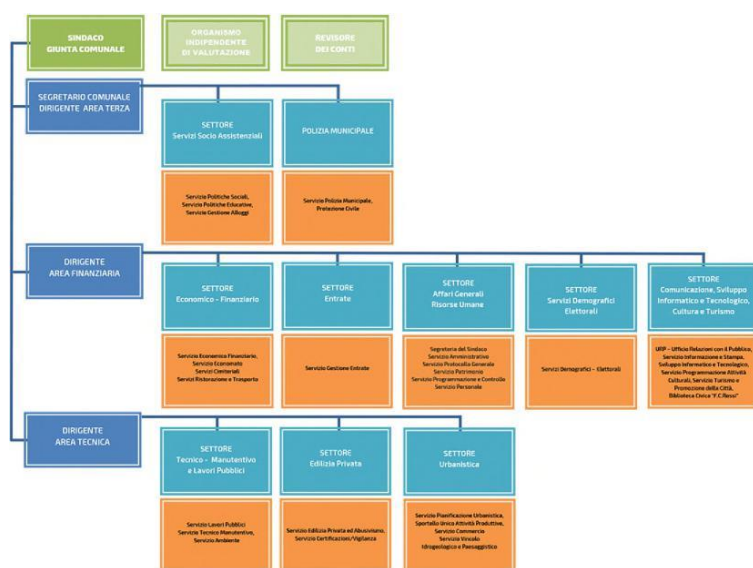 SINDACO
GIUNTA COMUNALE
ORGANISMO
INDIPENDENTE
DI VALUTAZIONE
REVISORE
DEI CONTI
SEGRETARIO COMUNALE
DIRIGENTE AREA TERZA
SETTORE
Servizi Socio Assistenziali
POLIZIA MUNICIPALE
Servizio Politiche Sociali,
Servizio Politiche Educative,
Servizio Gestione Alloggi
Servizio Polizia Municipale,
Protezione Civile
DIRIGENTE
AREA FINANZIARIA
SETTORE
Economico - Finanziario
SETTORE
Entrate
SETTORE
Affari Generali
Risorse Umane
SETTORE
Servizi Demografici
Elettorali
SETTORE
Comunicazione, Sviluppo
Informatico e Tecnologico,
Cultura e Turismo
Servizio Economico Finanziario,
Servizio Economato
Servizi Cimiteriali
Servizi Ristorazione e Trasporto
Servizio Gestione Entrate
Segreteria del Sindaco
Servizio Amministrativo
Servizio Protocollo Generale
Servizio Patrimonio
Servizio Programmazione e Controllo
Servizio Personale
Servizi Demografici - Elettorali
URP - Ufficio Relazioni con il Pubblico,
Servizio Informazione e Stampa,
Sviluppo Informatico e Tecnologico,
Servizio Programmazione Attività
Culturali, Servizio Turismo e
Promozione della Città,
Biblioteca Civica "F.C.Rossi"
DIRIGENTE
AREA TECNICA
SETTORE
Tecnico - Manutentivo
e Lavori Pubblici
SETTORE
Edilizia Privata
SETTORE
Urbanistica
Servizio Lavori Pubblici
Servizio Tecnico Manutentivo,
Servizio Ambiente
Servizio Edilizia Privata ed Abusivismo,
Servizio Certificazioni/Vigilanza
Servizio Pianificazione Urbanistica,
Sportello Unico Attività Produttive,
Servizio Commercio
Servizio Vincolo
Idrogeologico e Paesaggistico